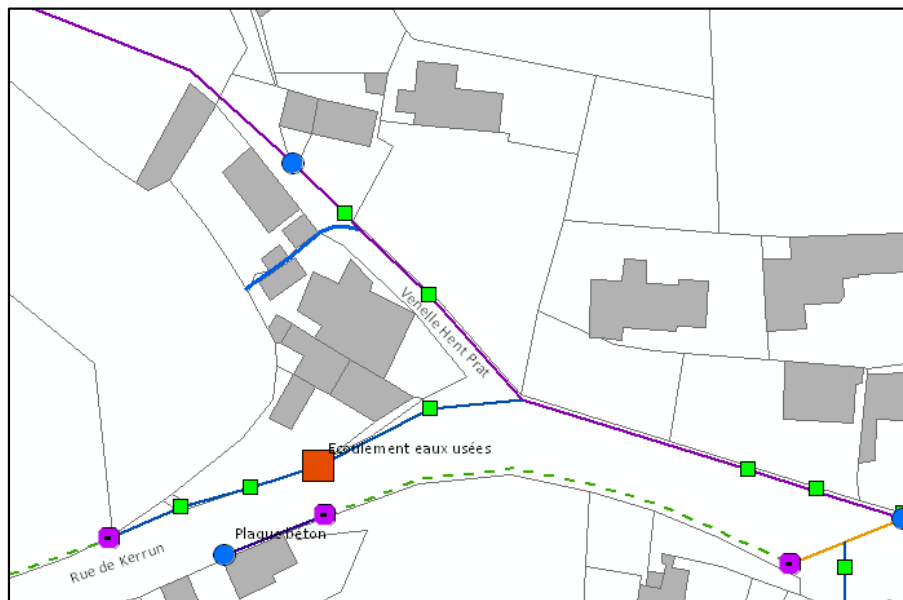 Venelle Hent Prat
Ecoulement eaux usées
Plaque béton
Rue de Kerrun